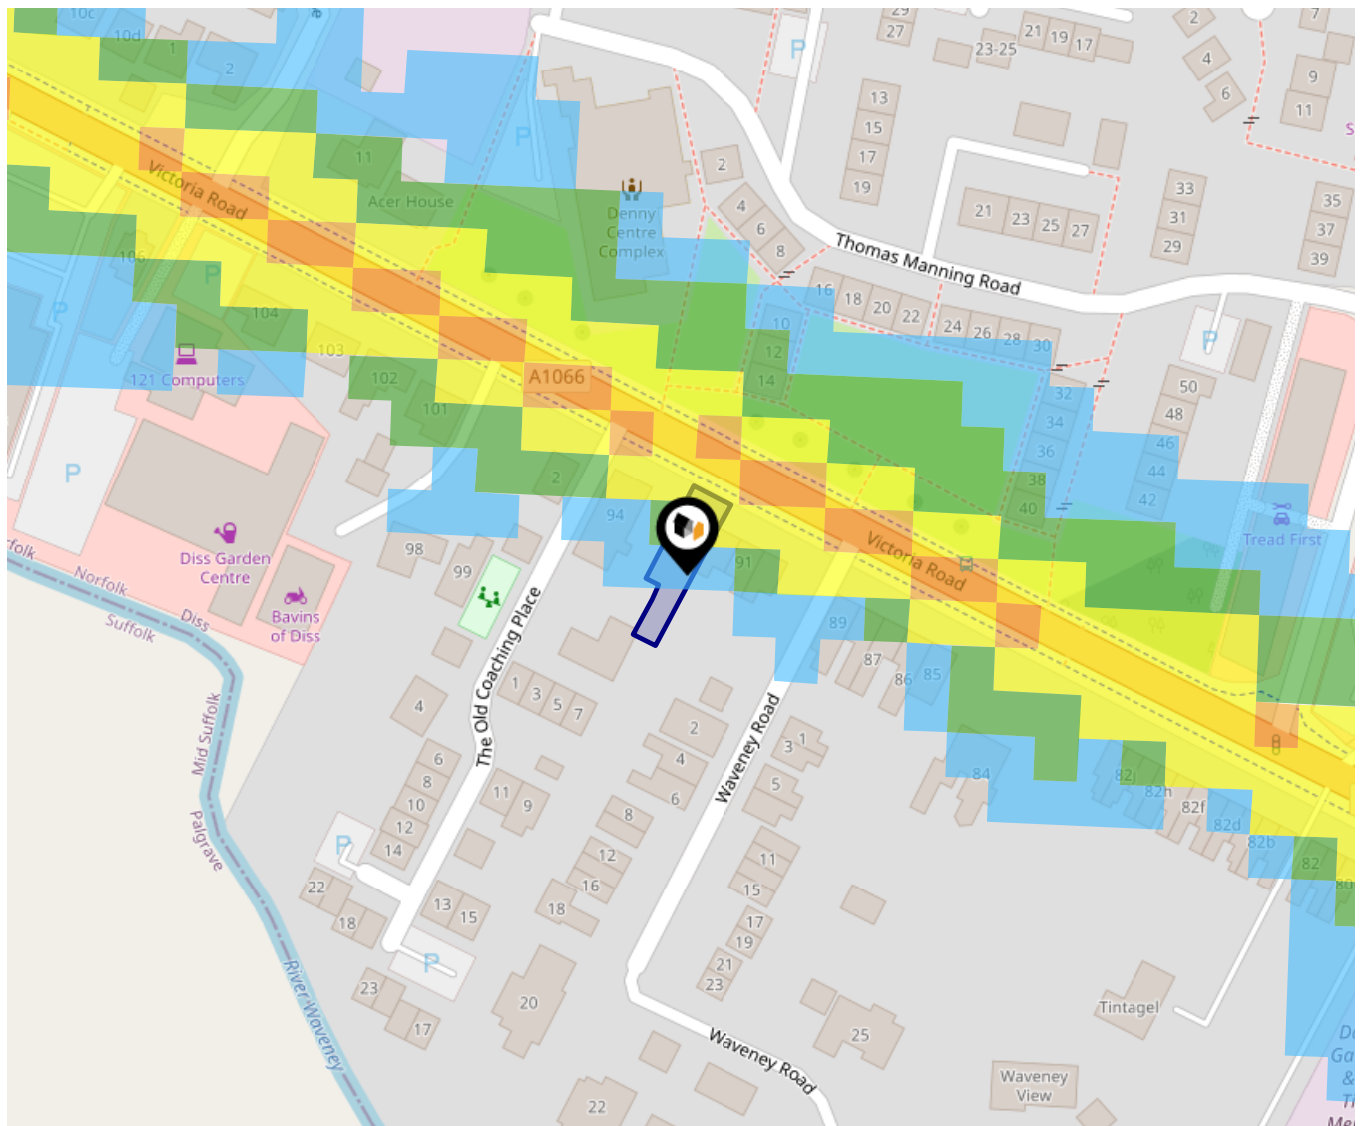 10c
10d
1
2
29
27
23-25
21 19 17
2
4
6
7
9
11
P
P
13
15
17
19
11
Victoria Road
Acer House
Denny
Centre
Complex
2
4
6
8
21
23
25
27
33
31
29
35
37
39
Thomas Manning Road
106
P
P
104
103
121 Computers
102
101
A1066
16
18
20
22
24
26
28
30
10
12
14
P
50
48
46
44
42
32
34
36
38
40
P
2
94
91
Victoria Road
Tread First
Diss Garden
Centre
98
99
Bavins
of Diss
Norfolk
Suffolk
Diss
The Old Coaching Place
89
87
86
85
1
3
5
7
4
Mid Suffolk
Palgrave
6
8
10
12
14
11
9
2
4
6
8
12
16
18
Waveney Road
1
3
5
11
15
17
19
21
23
84
82j
82h
82f
82d
82b
82
80
P
22
18
13
15
P
23
17
20
River Waveney
25
Waveney Road
22
Tintagel
Waveney
View